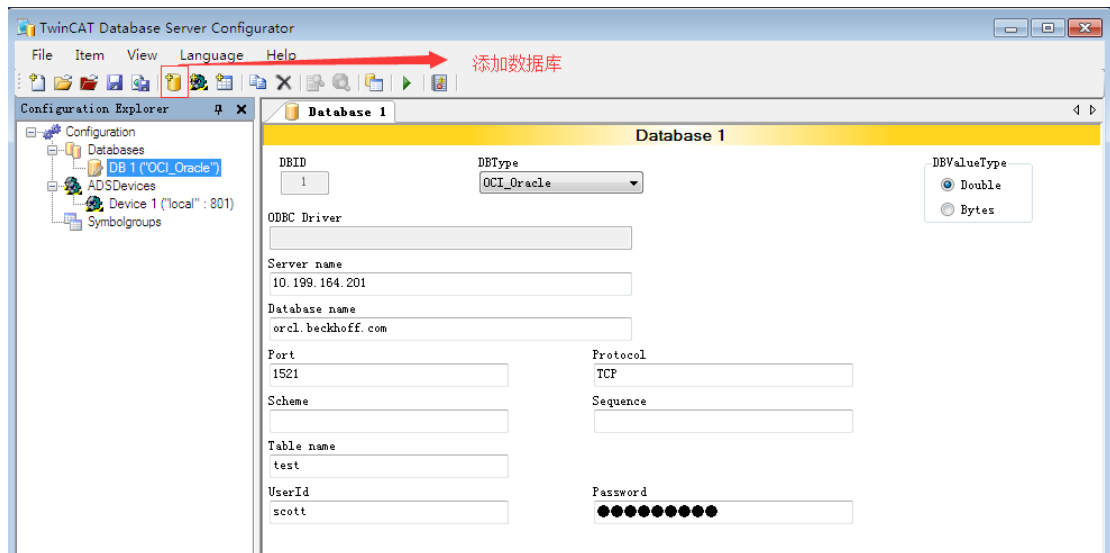 TwinCAT Database Server Configurator
File Item View Language Help
添加数据库
Configuration Explorer
Database 1
Configuration
Databases
DB 1 ("OCI_Oracle")
ADSDevices
Device 1 ("local" : 801)
Symbolgroups
Database 1
DBID
DBType
DBValueType
1
OCI_Oracle
Double
Bytes
ODBC Driver
Server name
10.199.164.201
Database name
orcl.beckhoff.com
Port
Protocol
1521
TCP
Scheme
Sequence
Table name
test
UserId
Password
scott
●●●●●●●●●